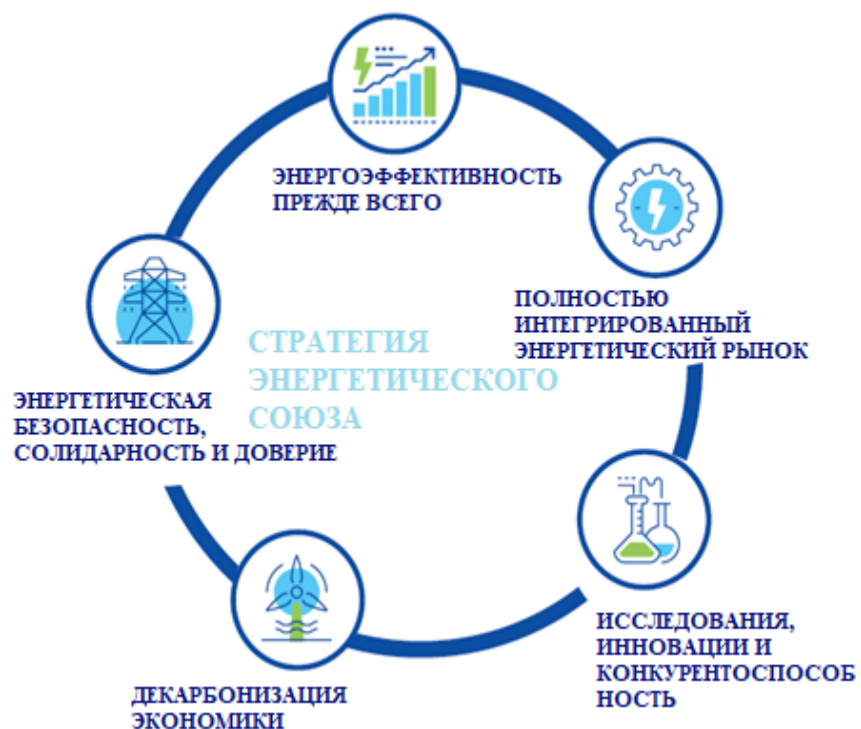 ЭНЕРГОЭФФЕКТИВНОСТЬ
ПРЕЖДЕ ВСЕГО
ПОЛНОСТЬЮ
ИНТЕГРИРОВАННЫЙ
ЭНЕРГЕТИЧЕСКИЙ РЫНОК
СТРАТЕГИЯ
ЭНЕРГЕТИЧЕСКОГО
СОЮЗА
ЭНЕРГЕТИЧЕСКАЯ
БЕЗОПАСНОСТЬ,
СОЛИДАРНОСТЬ И ДОВЕРИЕ
ИССЛЕДОВАНИЯ,
ИННОВАЦИИ И
КОНКУРЕНТОСПОСОБ
НОСТЬ
ДЕКАРБОНИЗАЦИЯ
ЭКОНОМИКИ